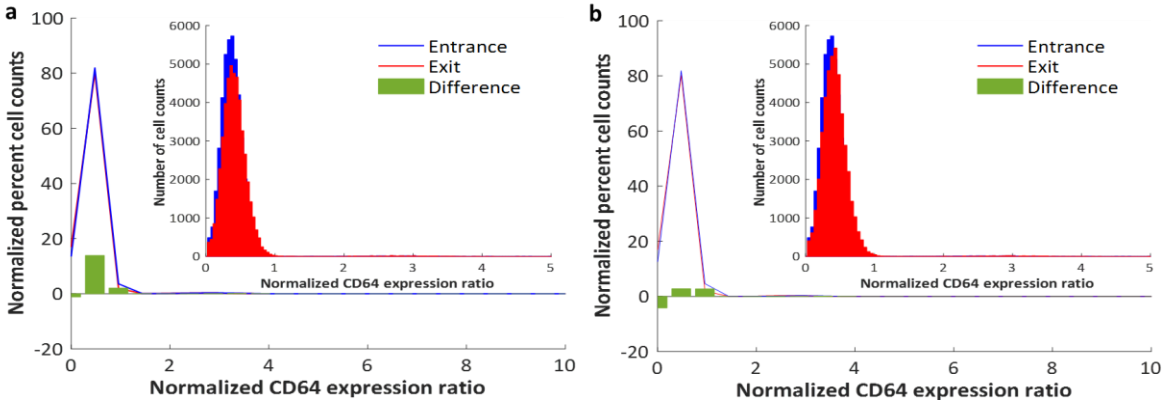 a
100
80
60
40
20
0
-20
0 2 4 6 8 10
Normalized percent cell counts
Normalized CD64 expression ratio
6000
5000
4000
3000
2000
1000
0
0 1 2 3 4 5
Number of cell counts
Normalized CD64 expression ratio
Entrance
Exit
Difference
b
100
80
60
40
20
0
-20
0 2 4 6 8 10
Normalized percent cell counts
Normalized CD64 expression ratio
6000
5000
4000
3000
2000
1000
0
0 1 2 3 4 5
Number of cell counts
Normalized CD64 expression ratio
Entrance
Exit
Difference